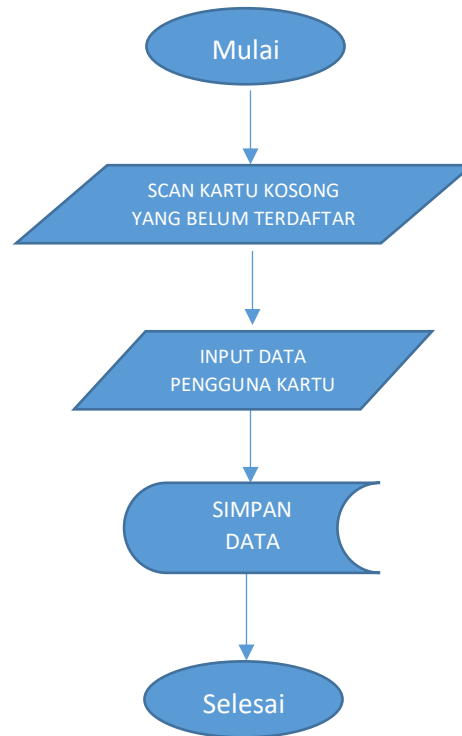 Mulai
SCAN KARTU KOSONG
YANG BELUM TERDAFTAR
INPUT DATA
PENGGUNA KARTU
SIMPAN
DATA
Selesai